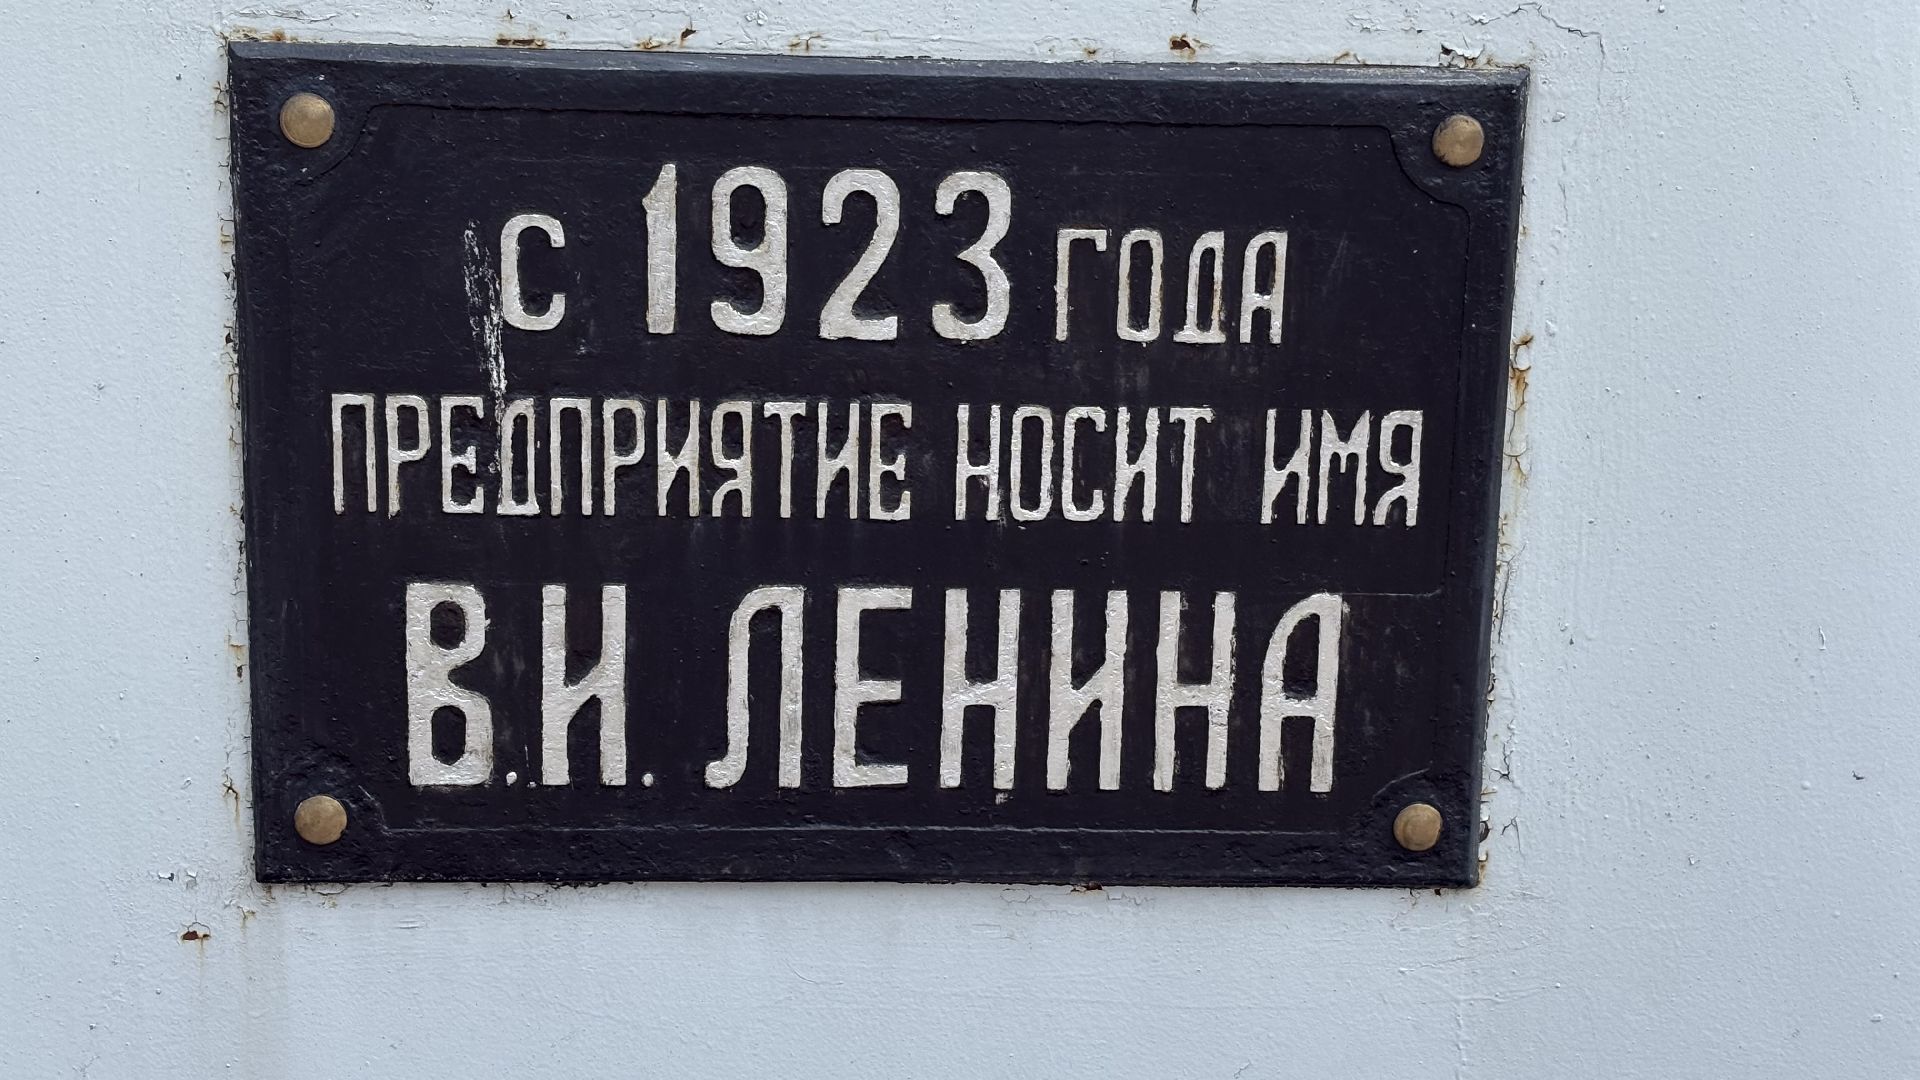 с 1923 года
ПРЕДПРИЯТИЕ НОСИТ ИМЯ
В.И. ЛЕНИНА